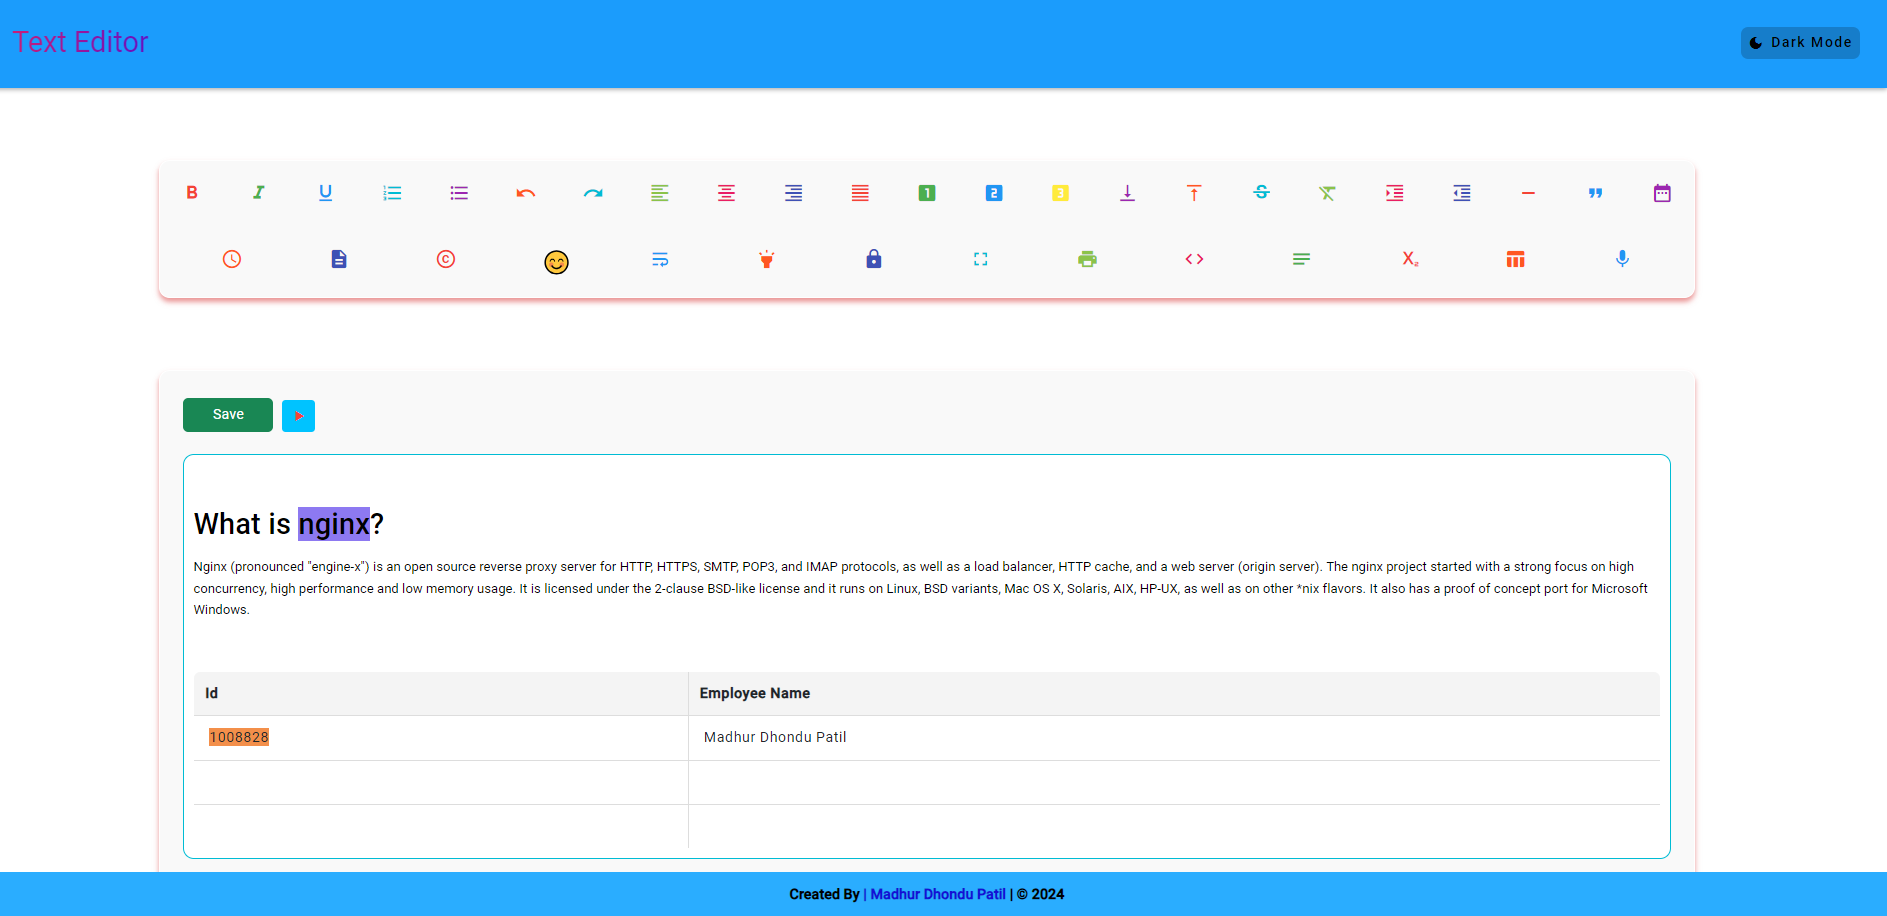 Text Editor
Dark Mode
Save
What is nginx?
Nginx (pronounced "engine-x") is an open source reverse proxy server for HTTP, HTTPS, SMTP, POP3, and IMAP protocols, as well as a load balancer, HTTP cache, and a web server (origin server). The nginx project started with a strong focus on high
concurrency, high performance and low memory usage. It is licensed under the 2-clause BSD-like license and it runs on Linux, BSD variants, Mac OS X, Solaris, AIX, HP-UX, as well as on other *nix flavors. It also has a proof of concept port for Microsoft
Windows.
Id Employee Name
1008828 Madhur Dhondu Patil
Created By | Madhur Dhondu Patil | © 2024